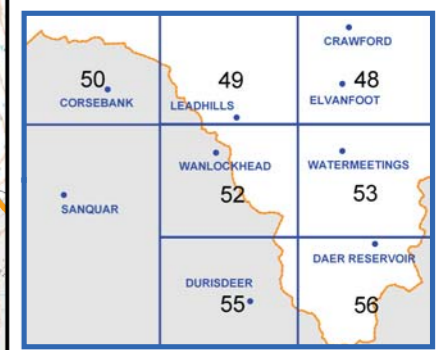 CRAWFORD
50
49
48
CORSEBANK
LEADHILLS
ELVANFOOT
WANLOCKHEAD
WATERMEETINGS
SANQUAR
52
53
DAER RESERVOIR
DURISDEER
55
56